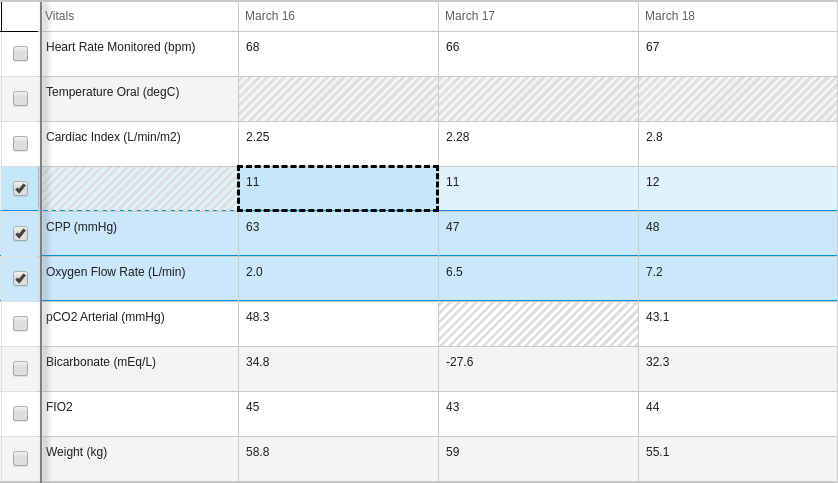 Vitals March 16 March 17 March 18
Heart Rate Monitored (bpm) 68 66 67
Temperature Oral (degC)
Cardiac Index (L/min/m2) 2.25 2.28 2.8
11 11 12
CPP (mmHg) 63 47 48
Oxygen Flow Rate (L/min) 2.0 6.5 7.2
pCO2 Arterial (mmHg) 48.3 43.1
Bicarbonate (mEq/L) 34.8 -27.6 32.3
FIO2 45 43 44
Weight (kg) 58.8 59 55.1